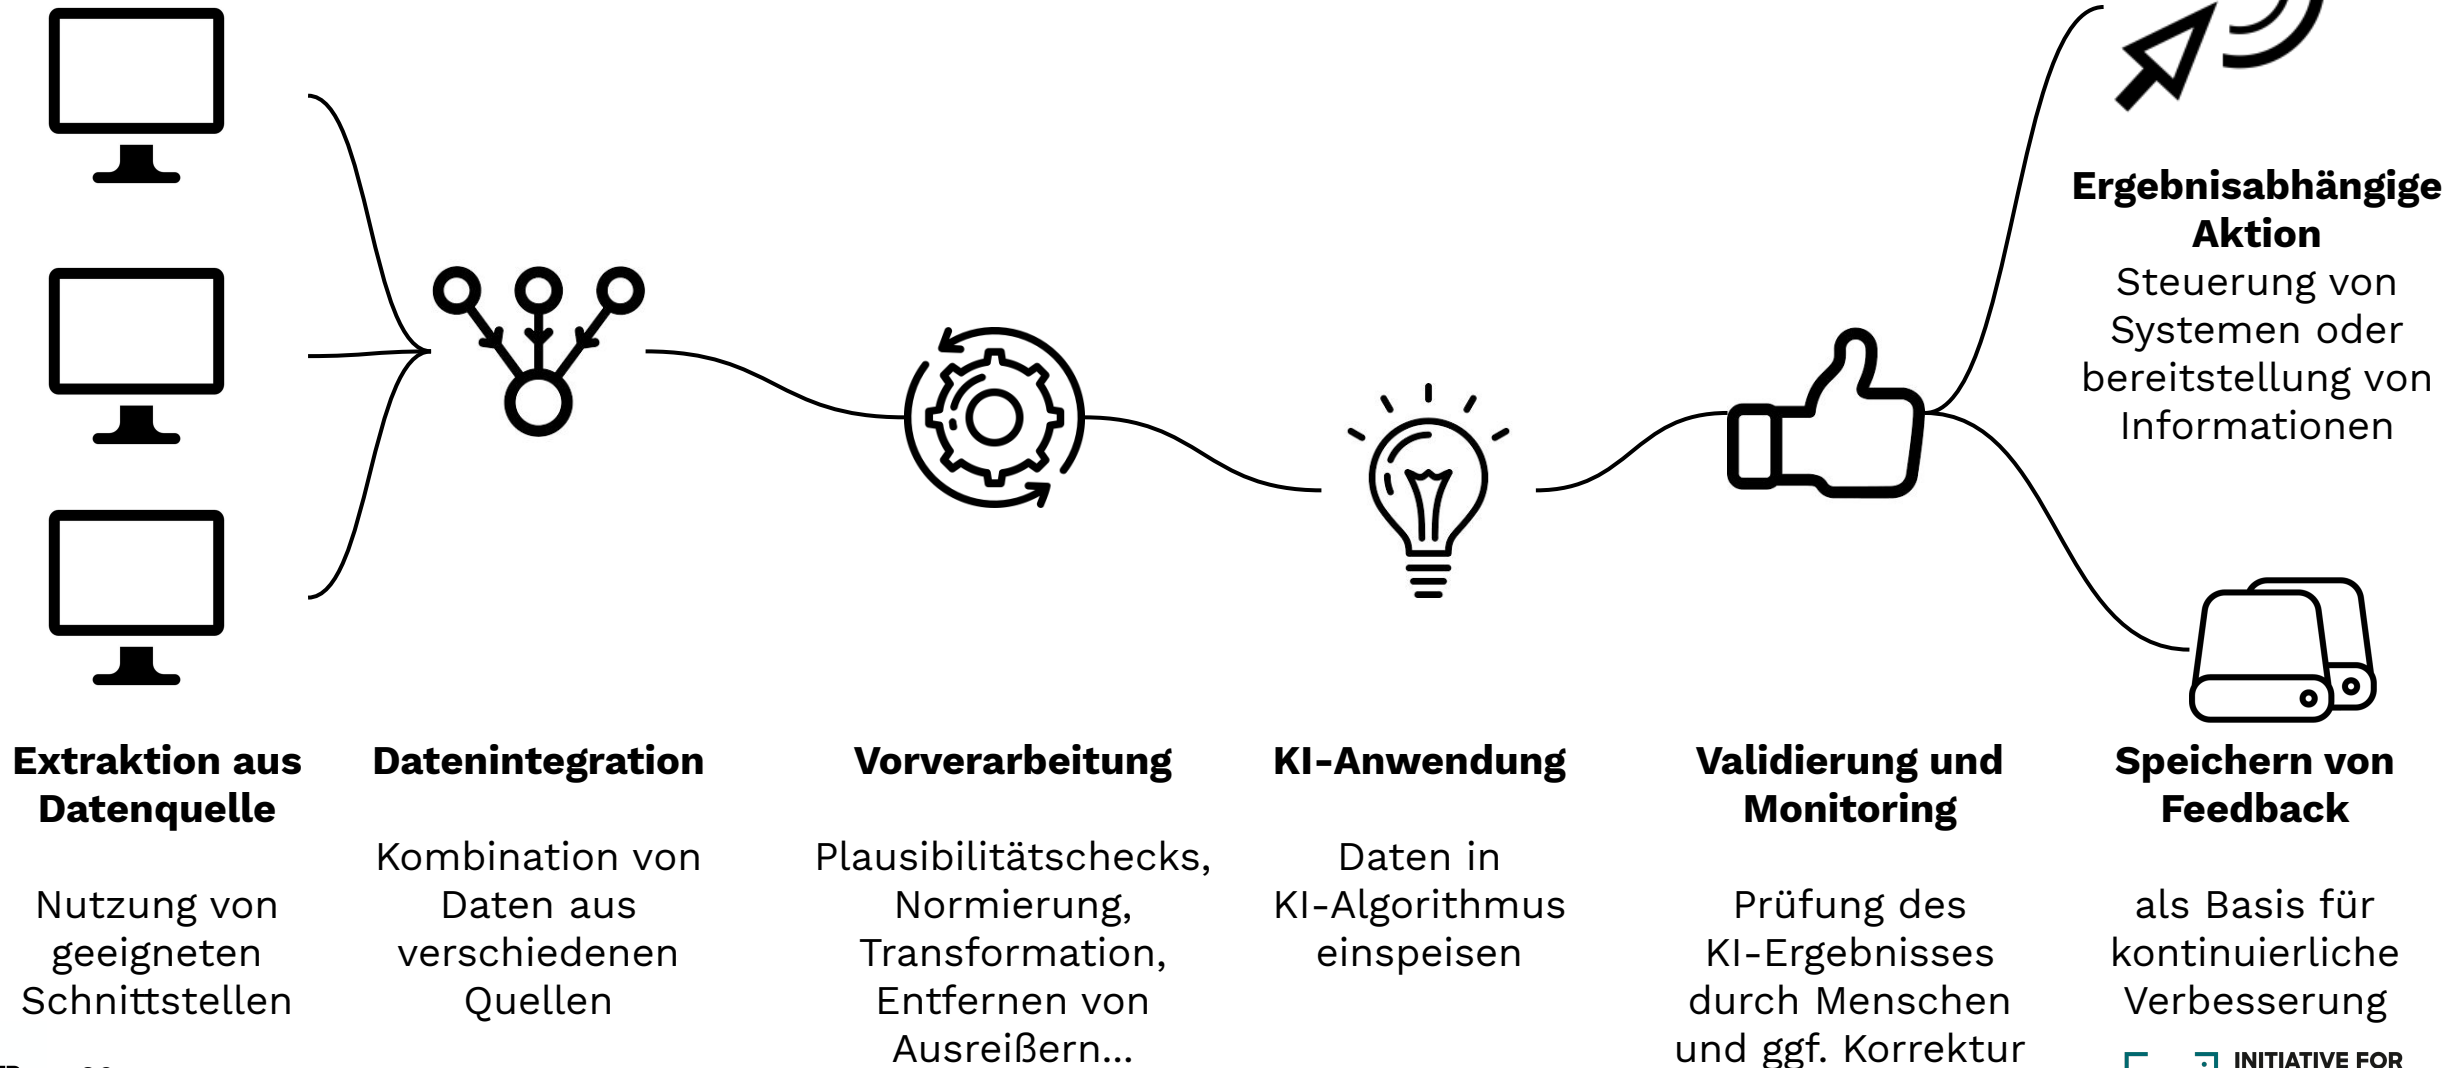 Ergebnisabhängige
Aktion
Steuerung von
Systemen oder
bereitstellung von
Informationen
Extraktion aus
Datenquelle
Nutzung von
geeigneten
Schnittstellen
Datenintegration
Kombination von
Daten aus
verschiedenen
Quellen
Vorverarbeitung
Plausibilitätschecks,
Normierung,
Transformation,
Entfernen von
Ausreißern...
KI-Anwendung
Daten in
KI-Algorithmus
einspeisen
Validierung und
Monitoring
Prüfung des
KI-Ergebnisses
durch Menschen
und ggf. Korrektur
Speichern von
Feedback
als Basis für
kontinuierliche
Verbesserung
INITIATIVE FOR